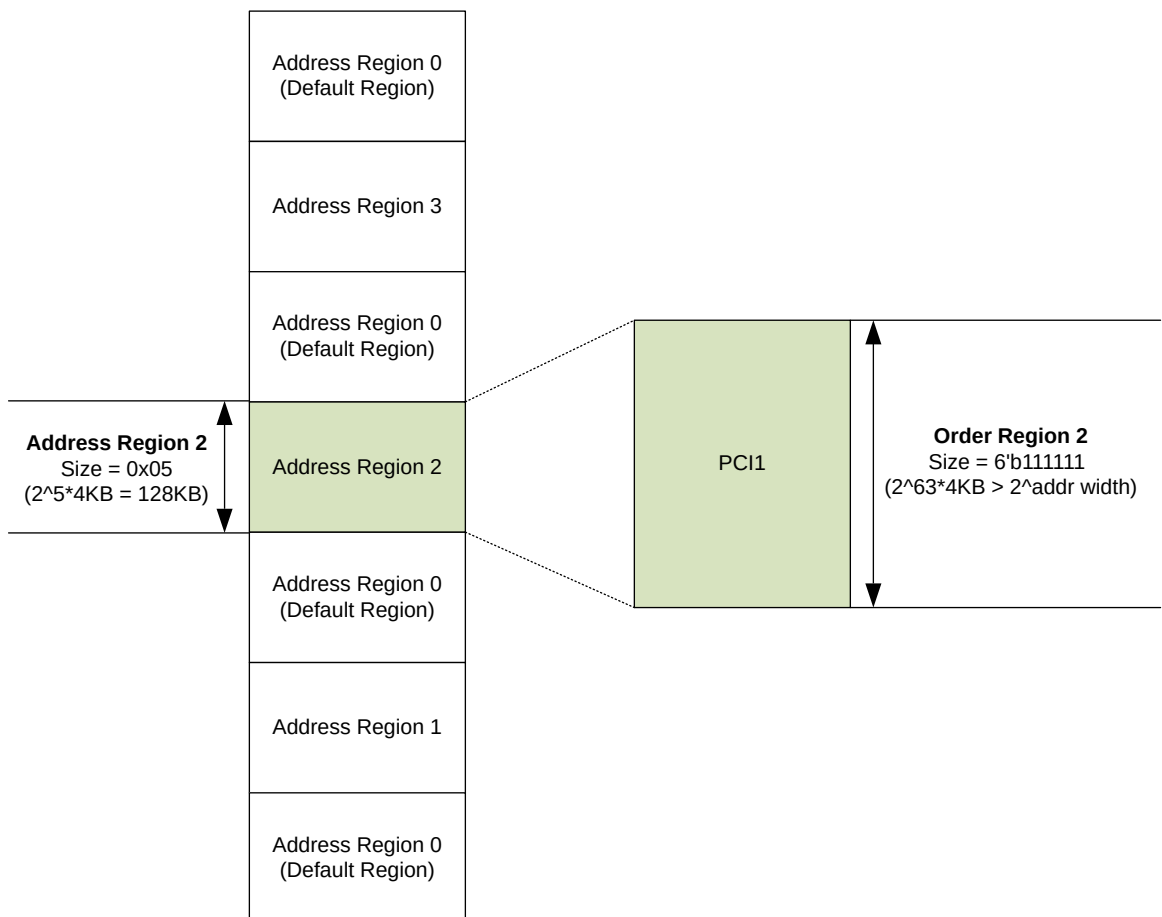 Address Region 0
(Default Region)
Address Region 3
Address Region 0
(Default Region)
Address Region 2
Size = 0x05
(2^5*4KB = 128KB)
Address Region 2
PCI1
Order Region 2
Size = 6'b111111
(2^63*4KB > 2^addr width)
Address Region 0
(Default Region)
Address Region 1
Address Region 0
(Default Region)